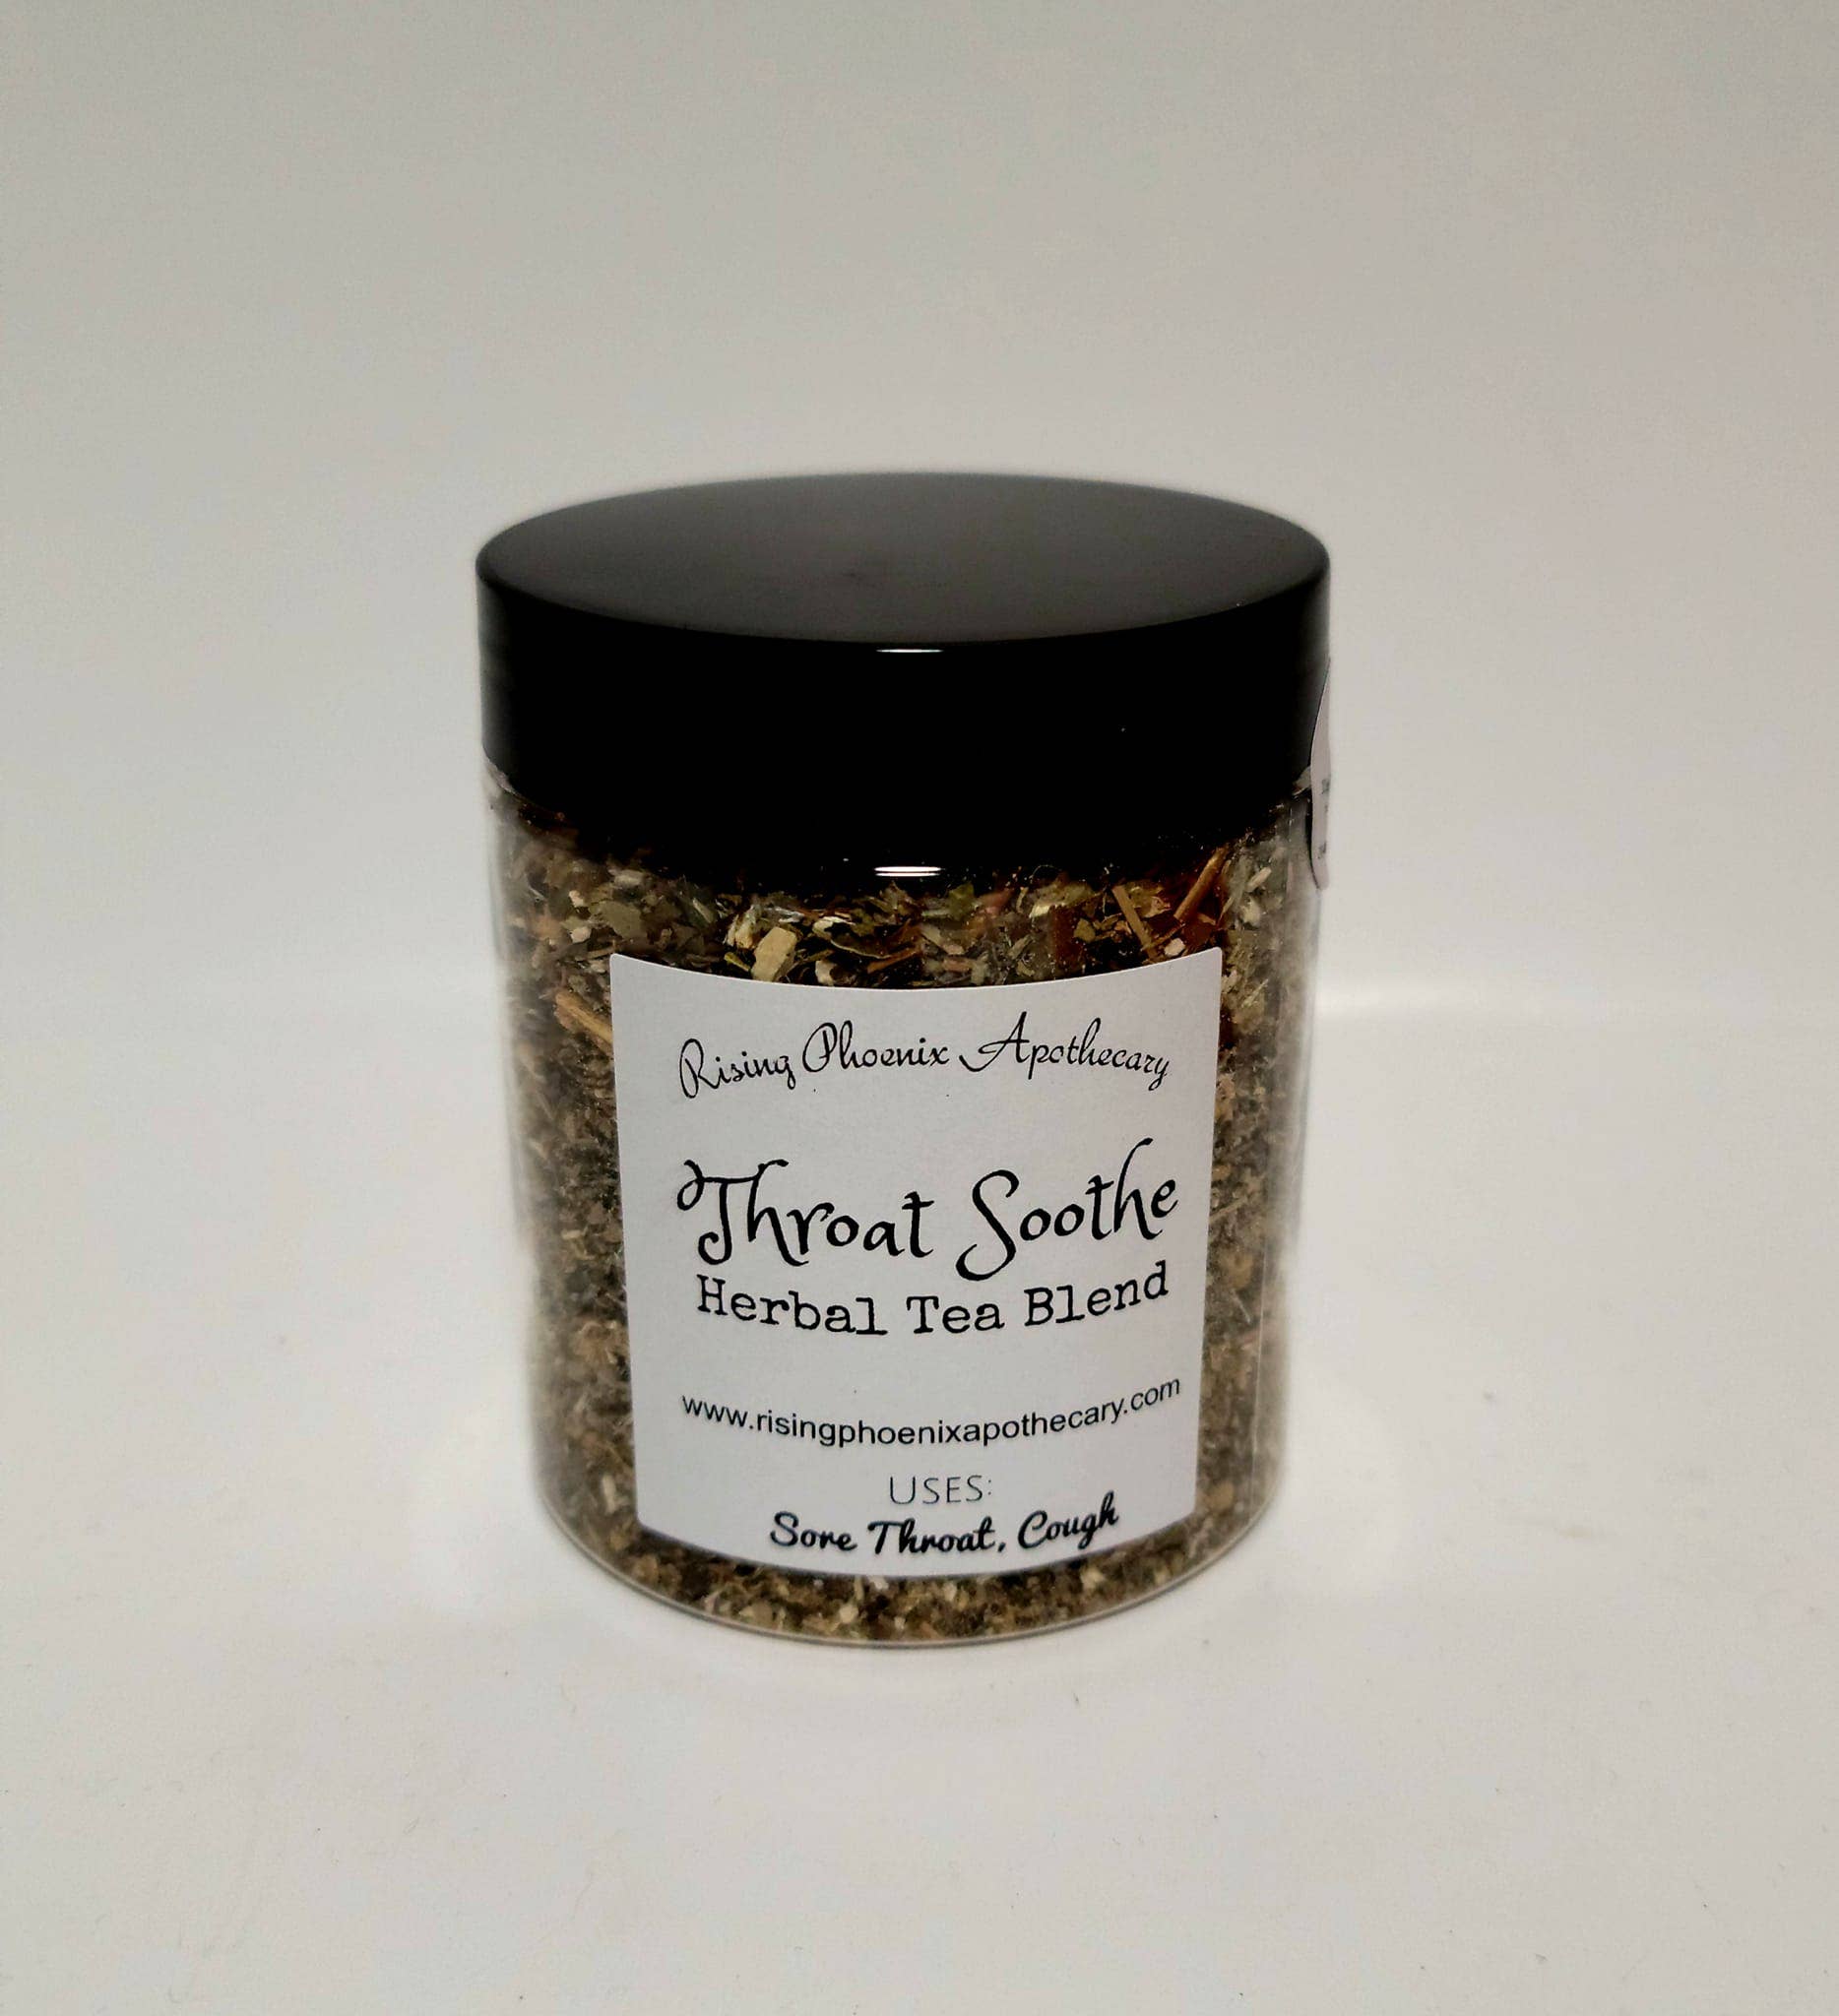 Rising Phoenix Apothecary
Throat Soothe
Herbal Tea Blend
www.risingphoenixapothecary.com
USES:
Sore Throat, Cough